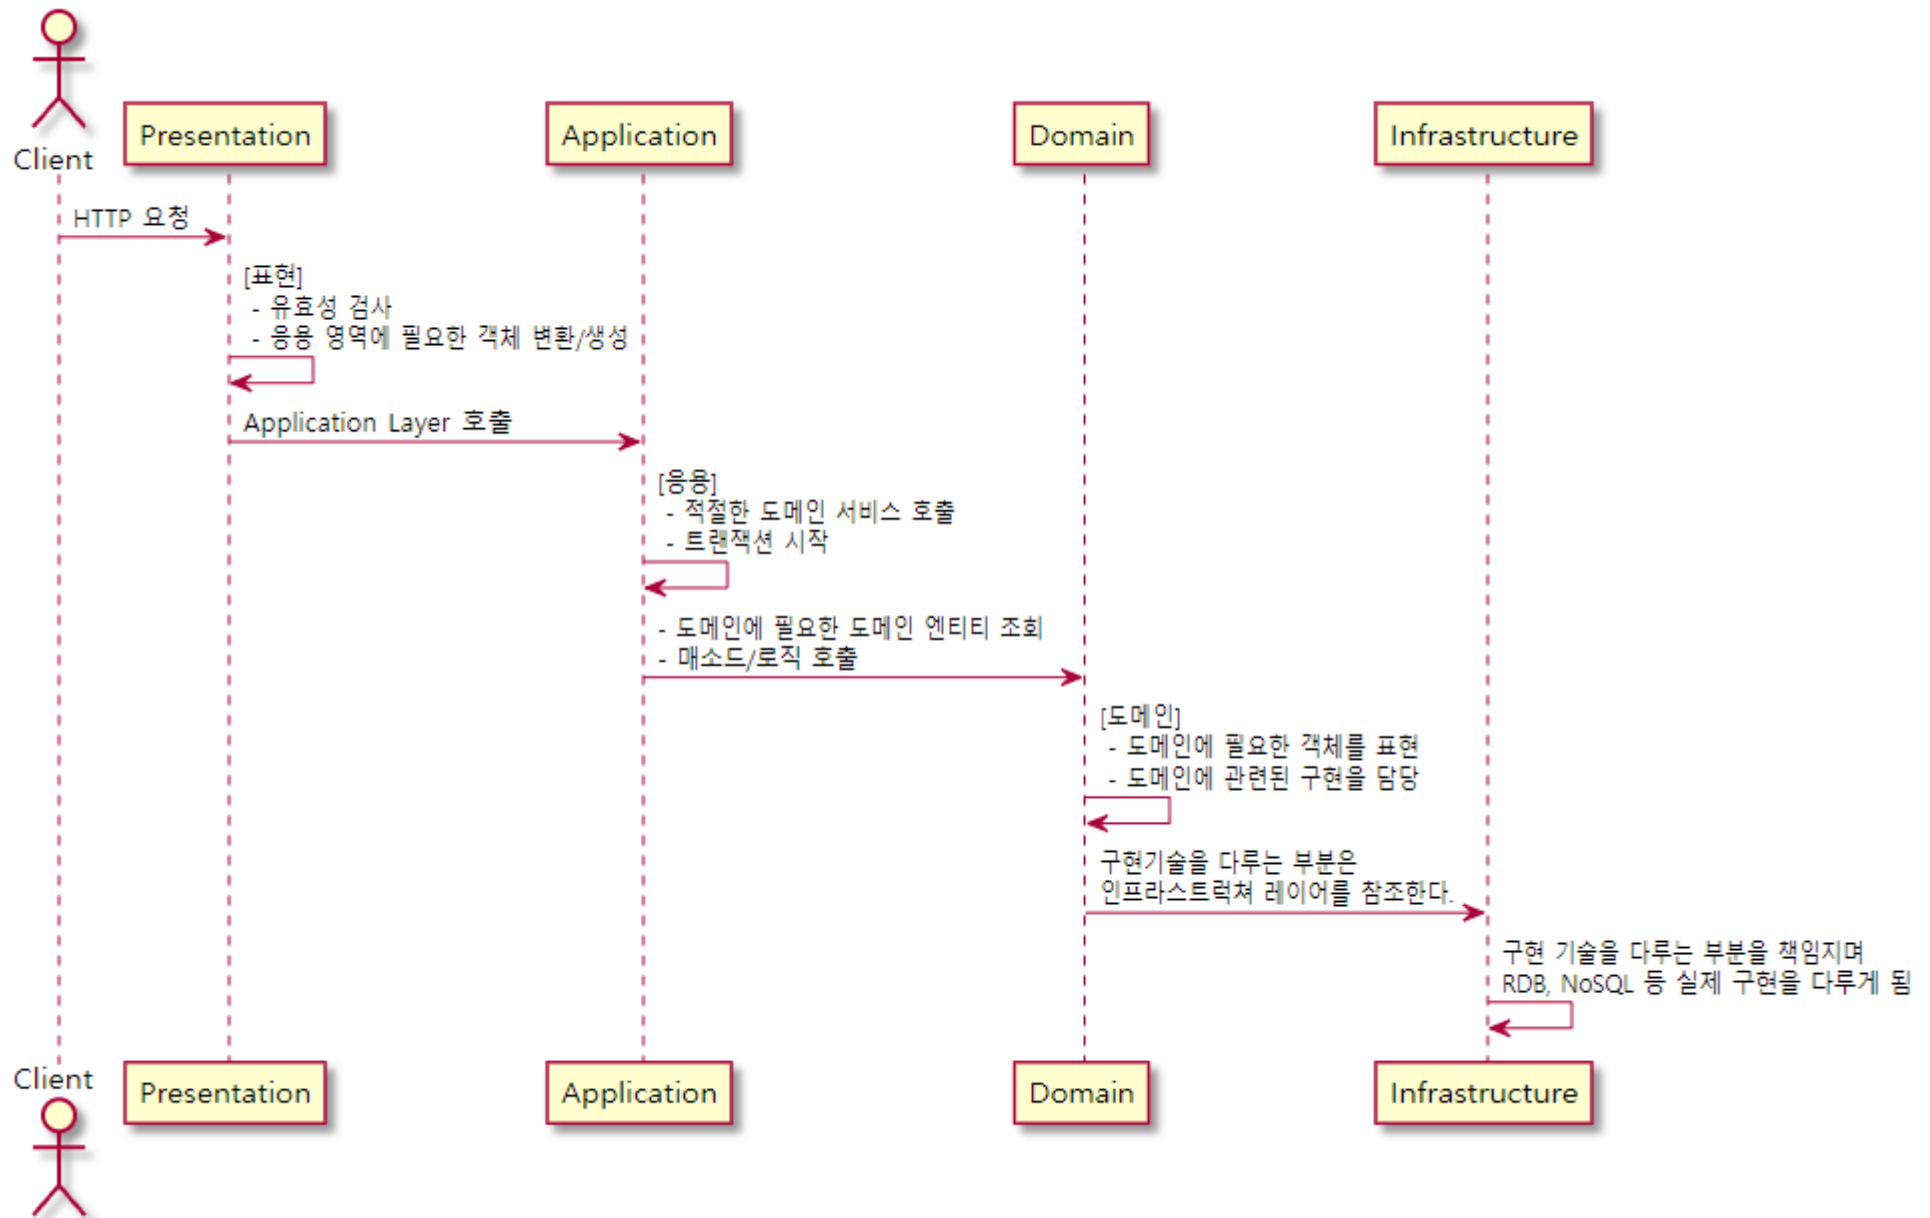 Client
Presentation
Application
Domain
Infrastructure
HTTP 요청
[표현]
- 유효성 검사
- 응용 영역에 필요한 객체 변환/생성
Application Layer 호출
[응용]
- 적절한 도메인 서비스 호출
- 트랜잭션 시작
- 도메인에 필요한 도메인 엔티티 조회
- 매소드/로직 호출
[도메인]
- 도메인에 필요한 객체를 표현
- 도메인에 관련된 구현을 담당
구현기술을 다루는 부분은
인프라스트럭쳐 레이어를 참조한다.
구현 기술을 다루는 부분을 책임지며
RDB, NoSQL 등 실제 구현을 다루게 됨
Client
Presentation
Application
Domain
Infrastructure